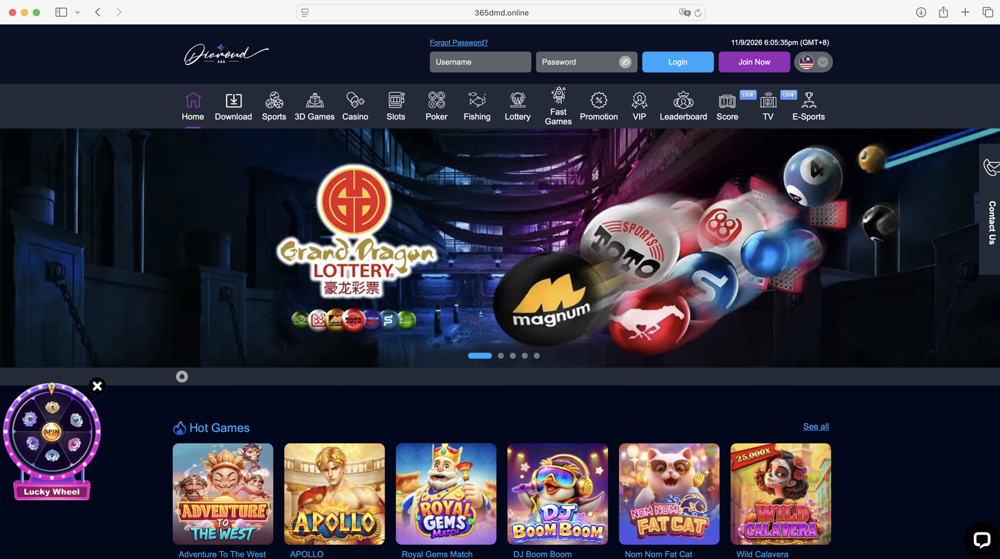 365dmd.online
Forgot Password?
11/9/2026 6:05:35pm (GMT+8)
Diamond
365
Username
Password
Login
Join Now
LIVE
LIVE
Home
Download
Sports
3D Games
Casino
Slots
Poker
Fishing
Lottery
Fast
Games
Promotion
VIP
Leaderboard
Score
TV
E-Sports
Grand Dragon
LOTTERY
豪龙彩票
SPORTS
TOTO
88
4
magnum
Contact Us
SPIN
Lucky Wheel
Hot Games
See all
ADVENTURE
TO
THE WEST
APOLLO
ROYAL
GEMS
MATCH
DJ
BOOM BOOM
NOM NOM
FAT CAT
25,000X
WILD
CALAVERA
Adventure To The West
APOLLO
Royal Gems Match
DJ Boom Boom
Nom Nom Fat Cat
Wild Calavera